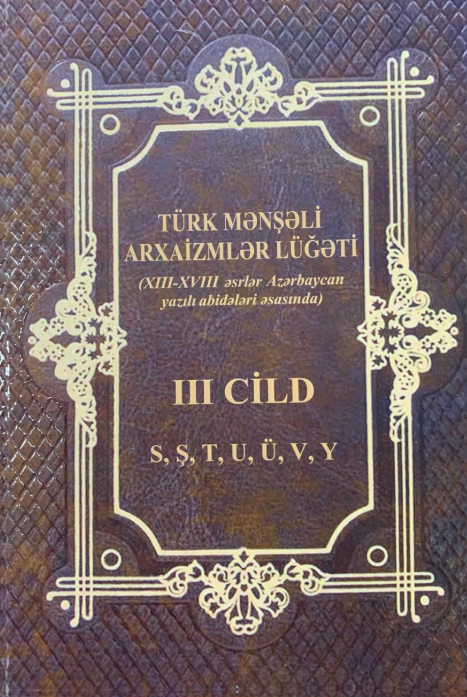 TÜRK MƏNŞƏLİ
ARXAİZMLƏR LÜĞƏTİ
(XIII-XVIII əsrlər Azərbaycan
yazılı abidələri əsasında)
III CİLD
S, Ş, T, U, Ü, V, Y